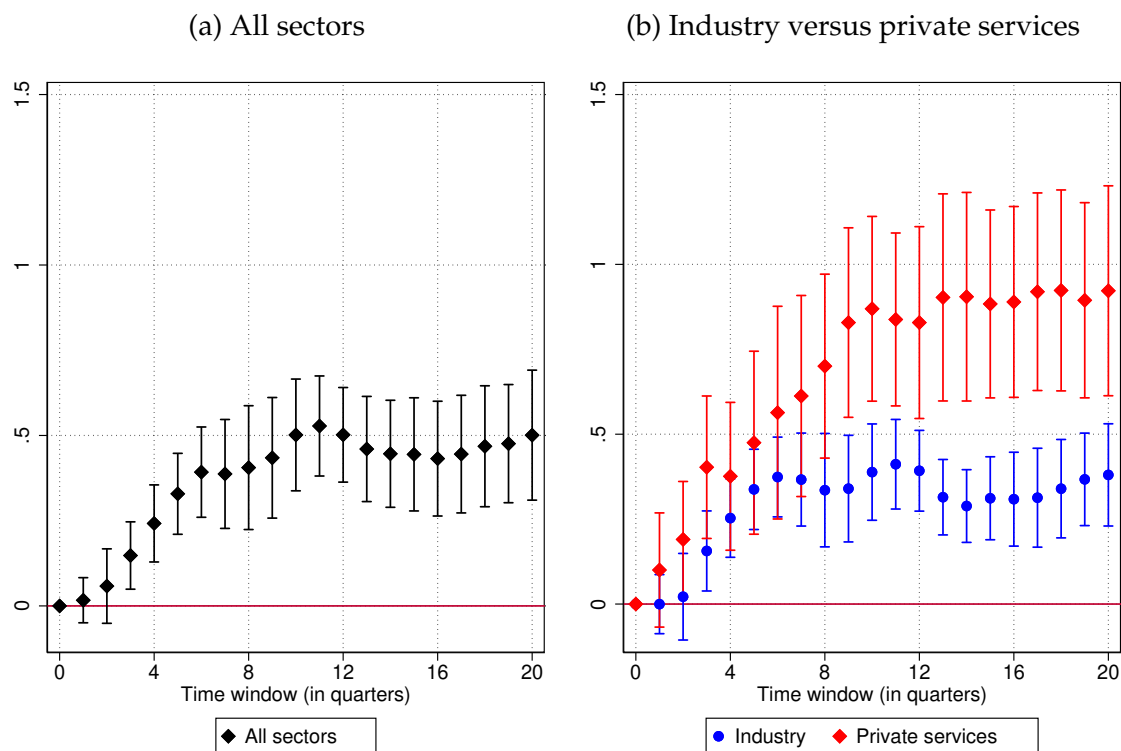 (a) All sectors
1.5
1
.5
0
0 4 8 12 16 20
Time window (in quarters)
All sectors
(b) Industry versus private services
1.5
1
.5
0
0 4 8 12 16 20
Time window (in quarters)
Industry Private services